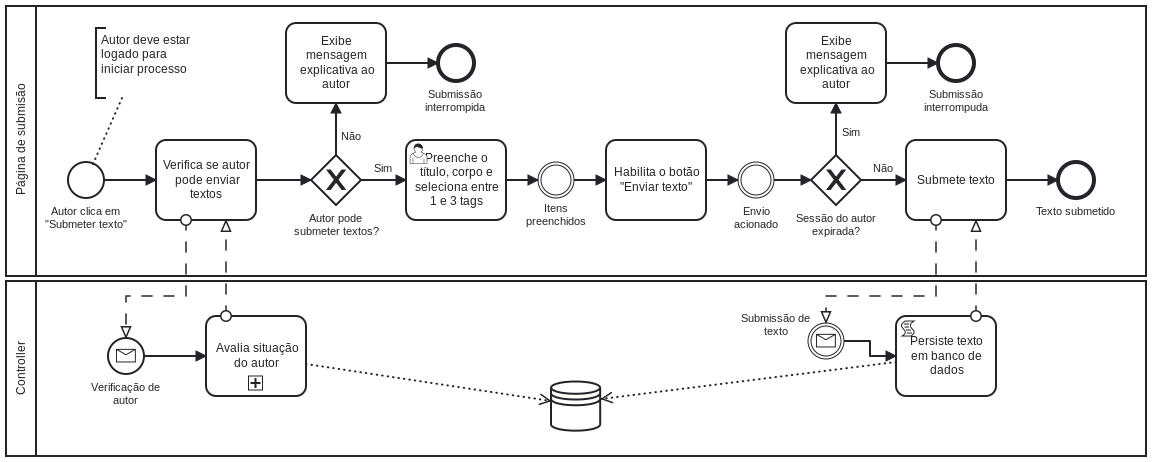 Página de submisão
Autor deve estar
logado para
iniciar processo
Autor clica em
"Submeter texto"
Verifica se autor
pode enviar
textos
Exibe
mensagem
explicativa ao
autor
Submissão
interrompida
Não
Autor pode
submeter textos?
Sim
Preenche o
título, corpo e
seleciona entre
1 e 3 tags
Itens
preenchidos
Habilita o botão
"Enviar texto"
Envio
acionado
Exibe
mensagem
explicativa ao
autor
Submissão
interrompuda
Sim
Sessão do autor
expirada?
Não
Submete texto
Texto submetido
Controller
Verificação de
autor
Avalia situação
do autor
Submissão de
texto
Persiste texto
em banco de
dados